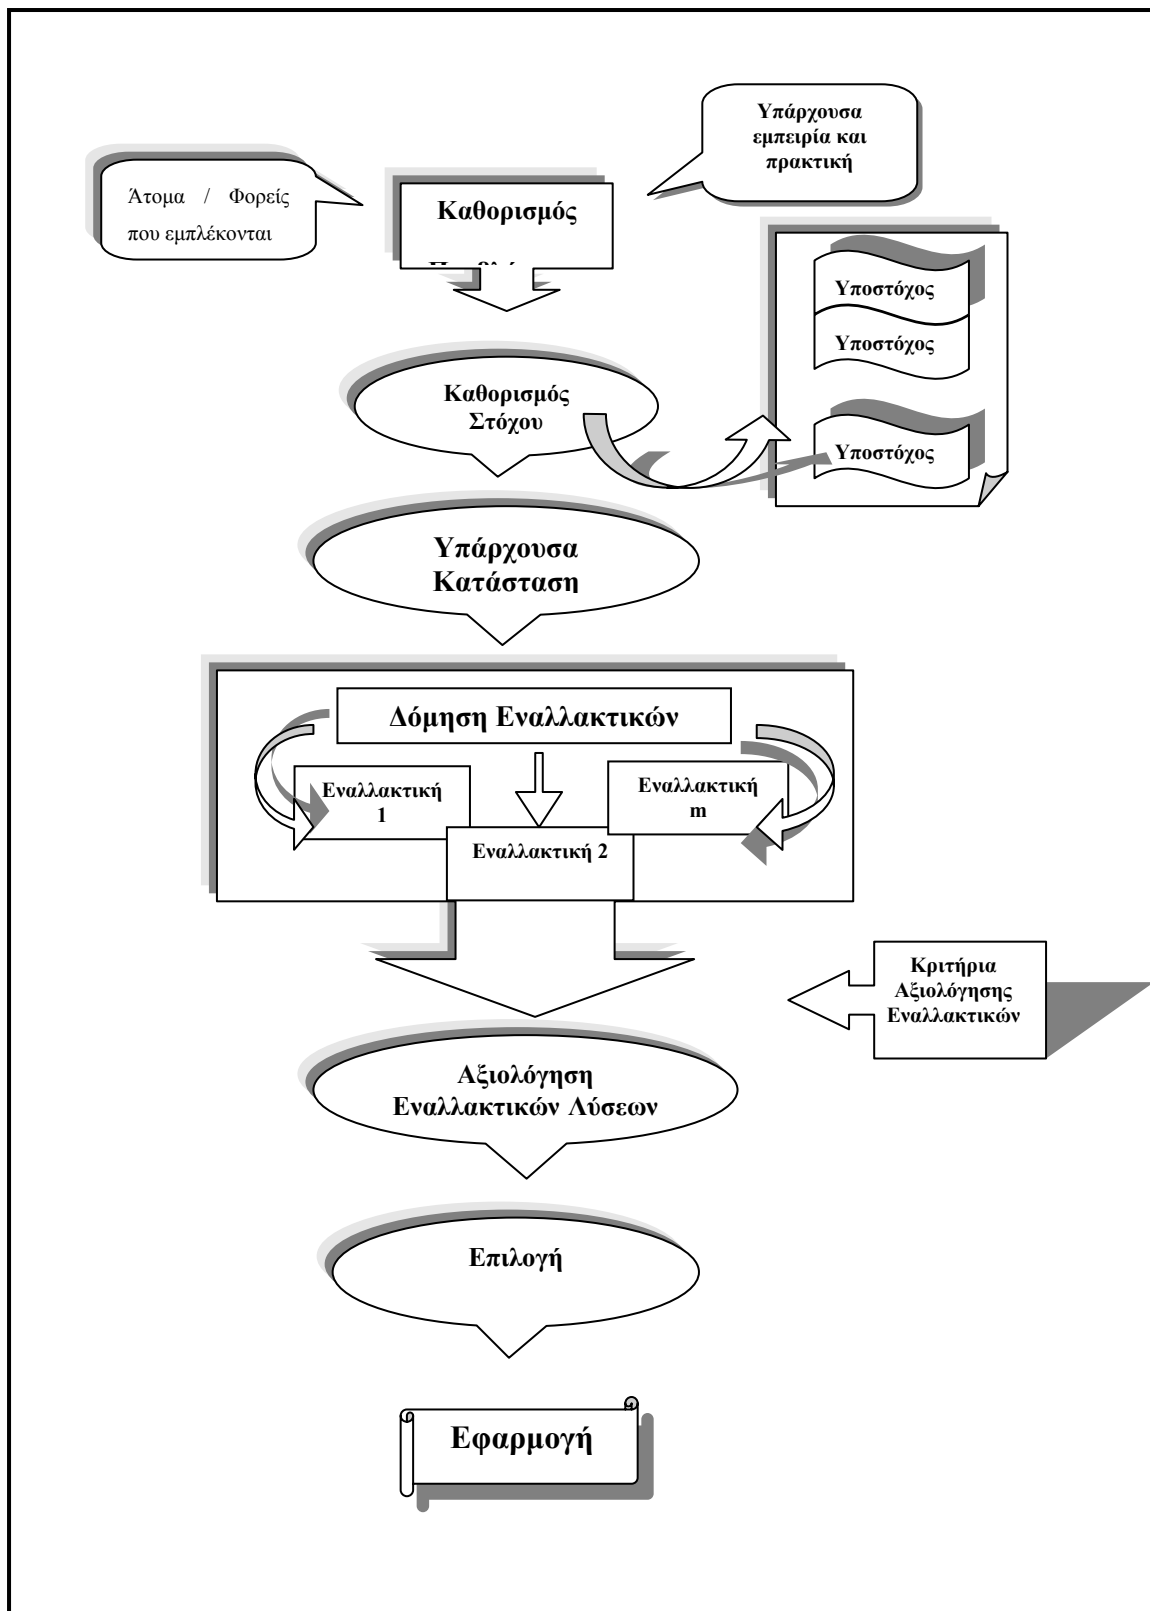 Υπάρχουσα
εμπειρία και
πρακτική
Άτομα / Φορείς
που εμπλέκονται
Καθορισμός
Υποστόχος
Υποστόχος
Υποστόχος
Καθορισμός
Στόχου
Υπάρχουσα
Κατάσταση
Δόμηση Εναλλακτικών
Εναλλακτική
1
Εναλλακτική
m
Εναλλακτική 2
Κριτήρια
Αξιολόγησης
Εναλλακτικών
Αξιολόγηση
Εναλλακτικών Λύσεων
Επιλογή
Εφαρμογή